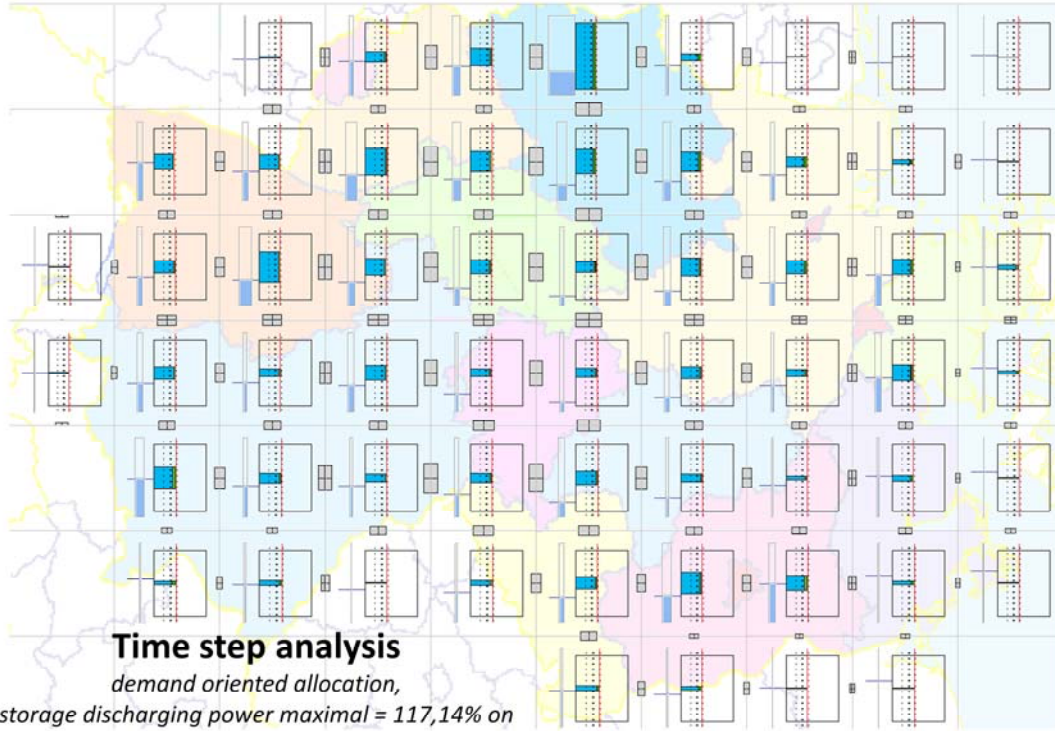 Time step analysis
demand oriented allocation,
storage discharging power maximal = 117,14% on